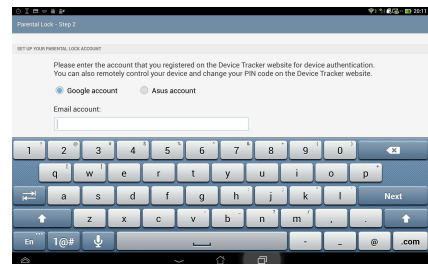 20:11
Parental Lock - Step 2
SET UP YOUR PARENTAL LOCK ACCOUNT
Please enter the account that you registered on the Device Tracker website for device authentication.
You can also remotely control your device and change your PIN code on the Device Tracker website.
Google account Asus account
Email account:
1 2 @ 3 # 4 $ 5 % 6 ^ 7 & 8 * 9 ( 0 )
q [ w ] e r t y u i o p +
a s d f g h : j ; k l Next
z x c v b n ? m ! , .
En 1@# - _ @ .com